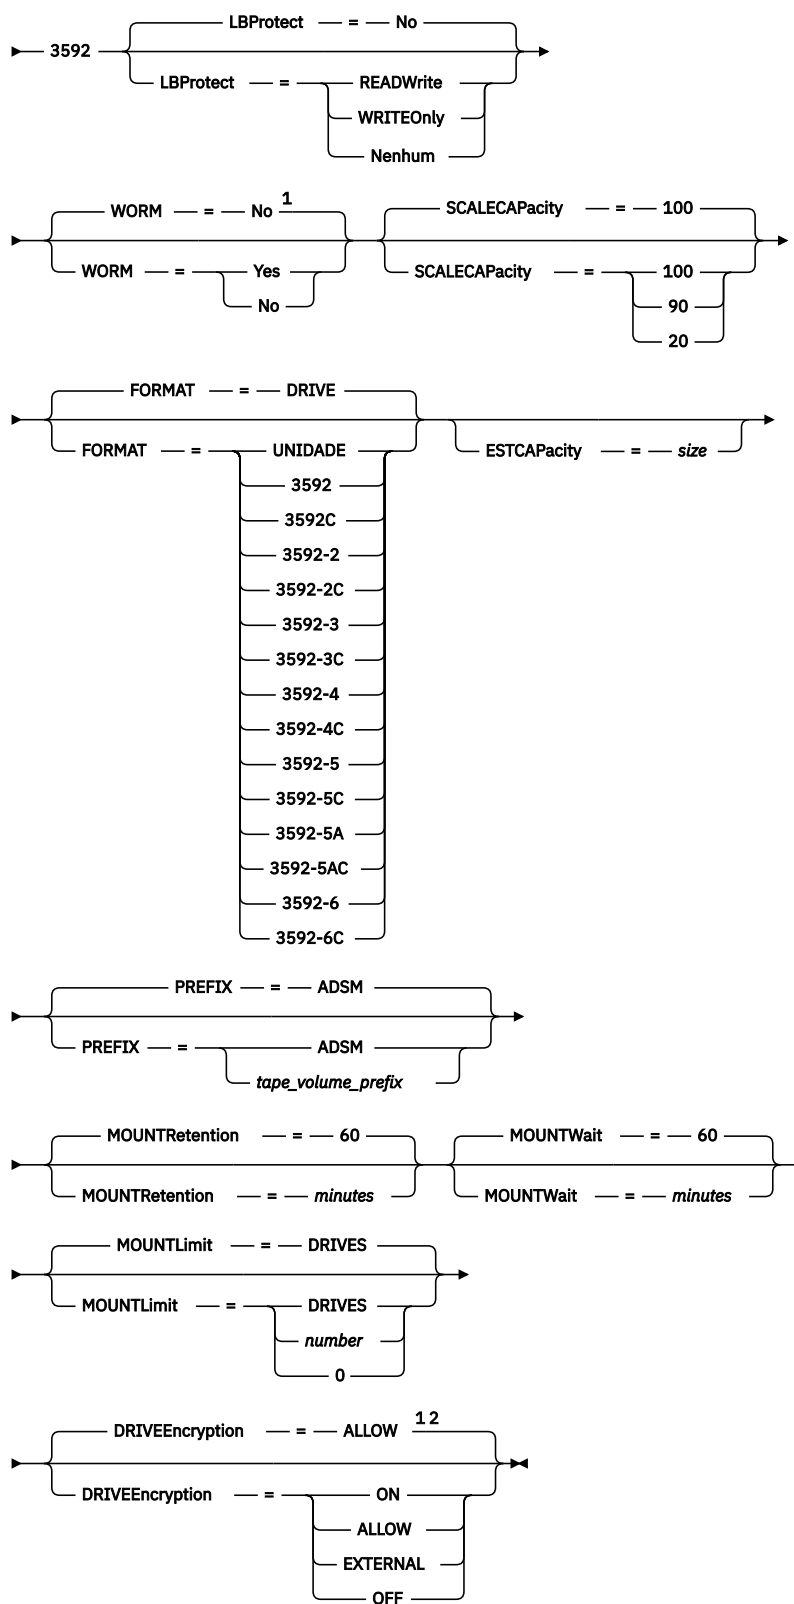 LBProtect = No
3592
LBProtect = READWrite
WRITEOnly
Nenhum
WORM = No 1
SCALECAPacity = 100
WORM = Yes
No
SCALECAPacity = 100
90
20
FORMAT = DRIVE
FORMAT = UNIDADE
3592
3592C
3592-2
3592-2C
3592-3
3592-3C
3592-4
3592-4C
3592-5
3592-5C
3592-5A
3592-5AC
3592-6
3592-6C
ESTCAPacity = size
PREFIX = ADSM
PREFIX = ADSM
tape_volume_prefix
MOUNTRetention = 60
MOUNTRetention = minutes
MOUNTWait = 60
MOUNTWait = minutes
MOUNTLimit = DRIVES
MOUNTLimit = DRIVES
number
0
DRIVEEncryption = ALLOW 1 2
DRIVEEncryption = ON
ALLOW
EXTERNAL
OFF